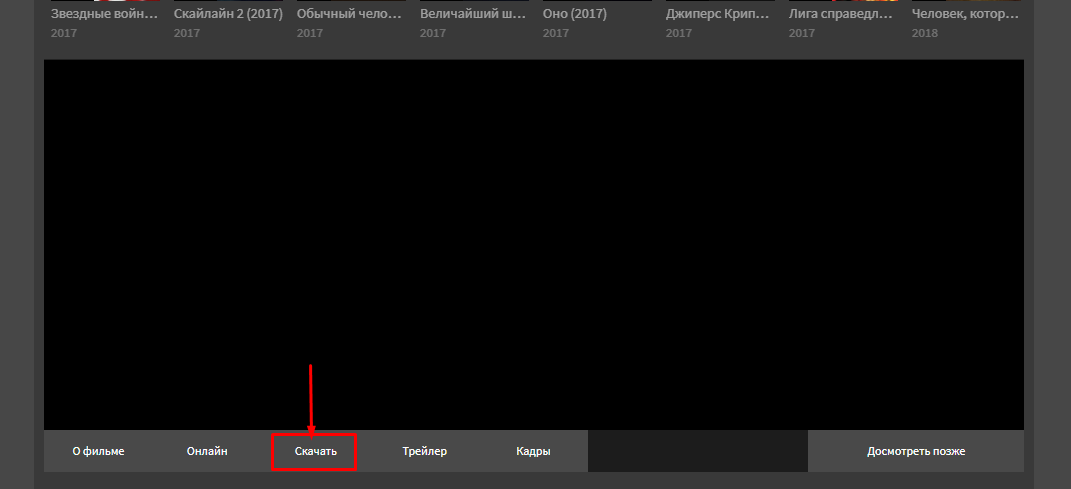 Звездные войн... Скайлайн 2 (2017) Обычный чело... Величайший ш... Оно (2017) Джиперс Крип... Лига справедл... Человек, котор...
2017 2017 2017 2017 2017 2017 2017 2018
О фильме Онлайн Скачать Трейлер Кадры Досмотреть позже